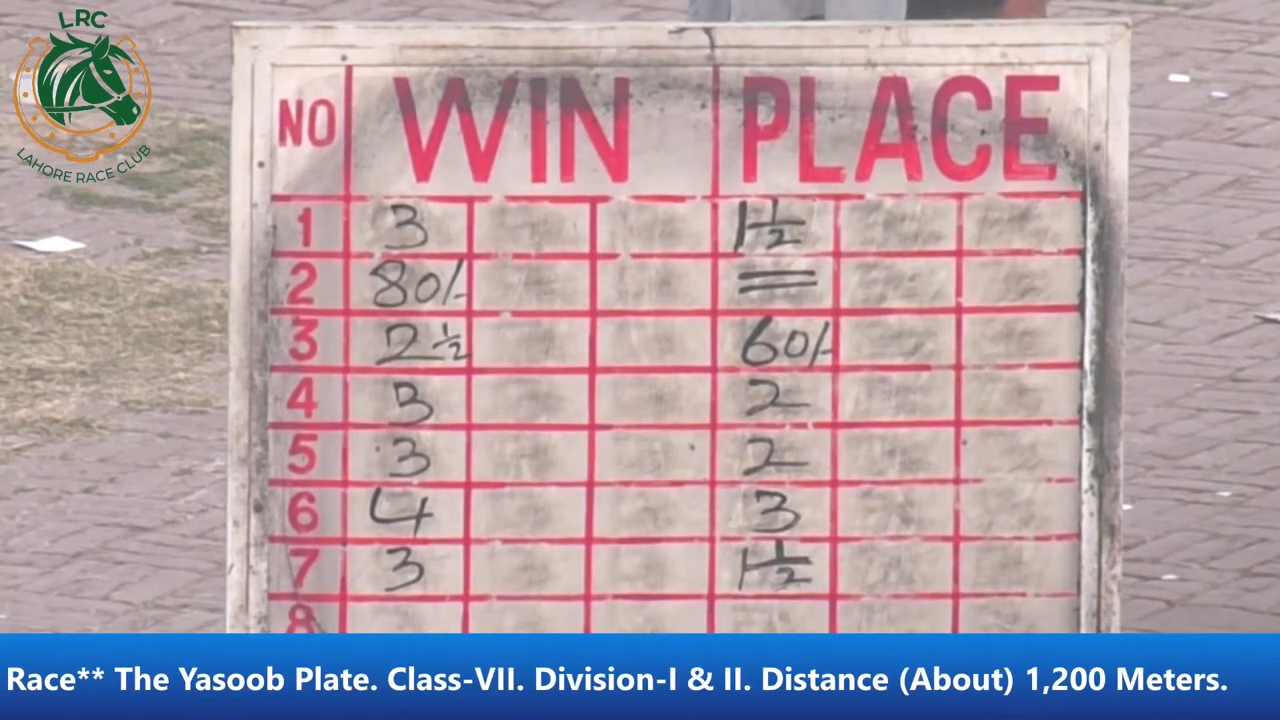 LRC
LAHORE RACE CLUB
NO WIN PLACE
1 3 1½
2 80/- =
3 2½ 60/-
4 3 2
5 3 2
6 4 3
7 3 1½
8
Race** The Yasoob Plate. Class-VII. Division-I & II. Distance (About) 1,200 Meters.